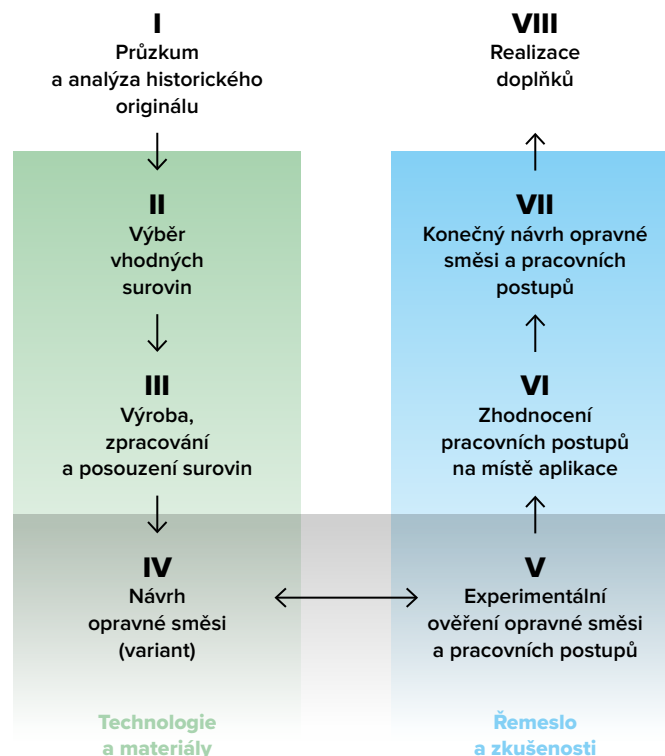 I
Průzkum
a analýza historického
originálu
II
Výběr
vhodných
surovin
III
Výroba,
zpracování
a posouzení surovin
IV
Návrh
opravné směsi
(variant)
Technologie
a materiály
VIII
Realizace
doplňků
VII
Konečný návrh opravné
směsi a pracovních
postupů
VI
Zhodnocení
pracovních postupů
na místě aplikace
V
Experimentální
ověření opravné směsi
a pracovních postupů
Řemeslo
a zkušenosti